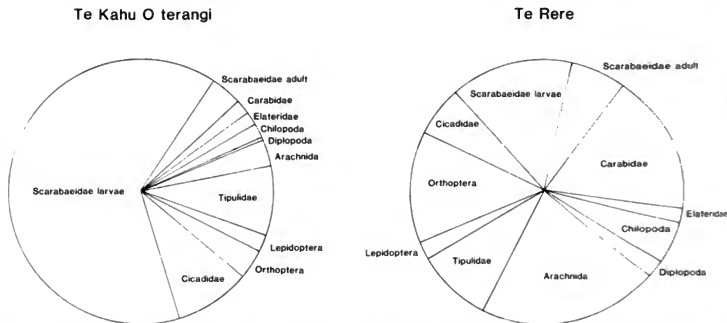 Te Kahu O terangi
Scarabaeidae adult
Carabidae
Elateridae
Chilopoda
Diplopoda
Arachnida
Scarabaeidae larvae
Tipulidae
Lepidoptera
Orthoptera
Cicadidae
Te Rere
Scarabaeidae adult
Scarabaeidae larvae
Cicadidae
Carabidae
Orthoptera
Elateridae
Chilopoda
Lepidoptera
Tipulidae
Diplopoda
Arachnida